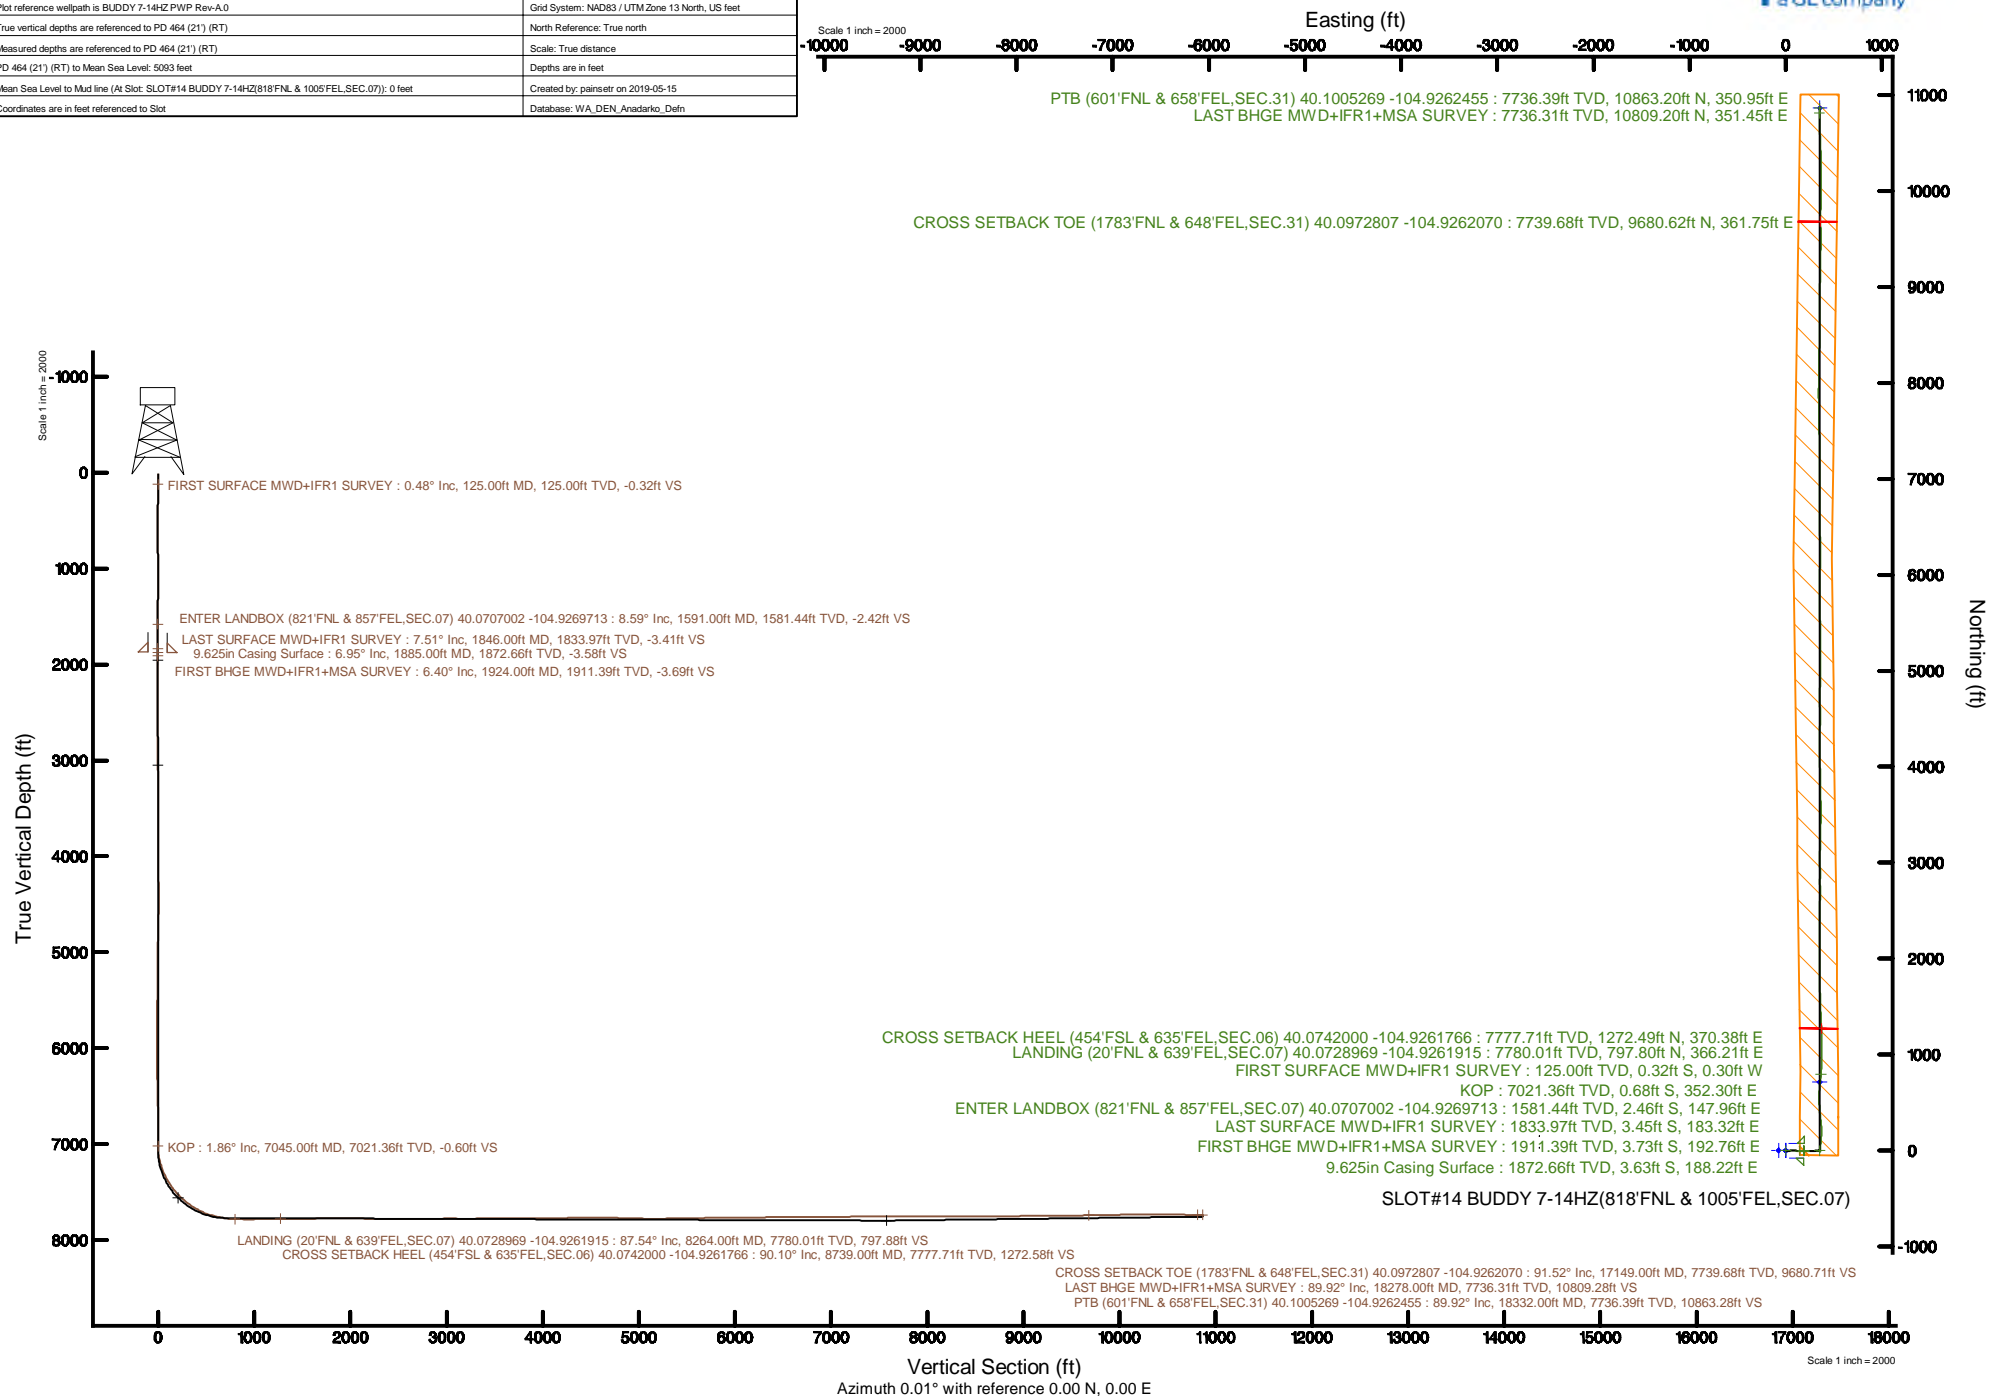 Plot reference wellpath is BUDDY 7-14HZ PWP Rev-A.0
Grid System: NAD83 / UTM Zone 13 North, US feet
True vertical depths are referenced to PD 464 (21') (RT)
North Reference: True north
Measured depths are referenced to PD 464 (21') (RT)
Scale: True distance
PD 464 (21') (RT) to Mean Sea Level: 5093 feet
Depths are in feet
Mean Sea Level to Mud line (At Slot: SLOT#14 BUDDY 7-14HZ(818'FNL & 1005'FEL,SEC.07)): 0 feet
Created by: painsetr on 2019-05-15
Coordinates are in feet referenced to Slot
Database: WA_DEN_Anadarko_Defn
a GE company
Easting (ft)
Scale 1 inch = 2000
-10000 -9000 -8000 -7000 -6000 -5000 -4000 -3000 -2000 -1000 0 1000
PTB (601'FNL & 658'FEL,SEC.31) 40.1005269 -104.9262455 : 7736.39ft TVD, 10863.20ft N, 350.95ft E
LAST BHGE MWD+IFR1+MSA SURVEY : 7736.31ft TVD, 10809.20ft N, 351.45ft E
CROSS SETBACK TOE (1783'FNL & 648'FEL,SEC.31) 40.0972807 -104.9262070 : 7739.68ft TVD, 9680.62ft N, 361.75ft E
CROSS SETBACK HEEL (454'FSL & 635'FEL,SEC.06) 40.0742000 -104.9261766 : 7777.71ft TVD, 1272.49ft N, 370.38ft E
LANDING (20'FNL & 639'FEL,SEC.07) 40.0728969 -104.9261915 : 7780.01ft TVD, 797.80ft N, 366.21ft E
FIRST SURFACE MWD+IFR1 SURVEY : 125.00ft TVD, 0.32ft S, 0.30ft W
KOP : 7021.36ft TVD, 0.68ft S, 352.30ft E
ENTER LANDBOX (821'FNL & 857'FEL,SEC.07) 40.0707002 -104.9269713 : 1581.44ft TVD, 2.46ft S, 147.96ft E
LAST SURFACE MWD+IFR1 SURVEY : 1833.97ft TVD, 3.45ft S, 183.32ft E
FIRST BHGE MWD+IFR1+MSA SURVEY : 1911.39ft TVD, 3.73ft S, 192.76ft E
9.625in Casing Surface : 1872.66ft TVD, 3.63ft S, 188.22ft E
SLOT#14 BUDDY 7-14HZ(818'FNL & 1005'FEL,SEC.07)
11000
10000
9000
8000
7000
6000
5000
4000
3000
2000
1000
0
-1000
Northing (ft)
Scale 1 inch = 2000
-1000
0
1000
2000
3000
4000
5000
6000
7000
8000
True Vertical Depth (ft)
FIRST SURFACE MWD+IFR1 SURVEY : 0.48° Inc, 125.00ft MD, 125.00ft TVD, -0.32ft VS
ENTER LANDBOX (821'FNL & 857'FEL,SEC.07) 40.0707002 -104.9269713 : 8.59° Inc, 1591.00ft MD, 1581.44ft TVD, -2.42ft VS
LAST SURFACE MWD+IFR1 SURVEY : 7.51° Inc, 1846.00ft MD, 1833.97ft TVD, -3.41ft VS
9.625in Casing Surface : 6.95° Inc, 1885.00ft MD, 1872.66ft TVD, -3.58ft VS
FIRST BHGE MWD+IFR1+MSA SURVEY : 6.40° Inc, 1924.00ft MD, 1911.39ft TVD, -3.69ft VS
KOP : 1.86° Inc, 7045.00ft MD, 7021.36ft TVD, -0.60ft VS
LANDING (20'FNL & 639'FEL,SEC.07) 40.0728969 -104.9261915 : 87.54° Inc, 8264.00ft MD, 7780.01ft TVD, 797.88ft VS
CROSS SETBACK HEEL (454'FSL & 635'FEL,SEC.06) 40.0742000 -104.9261766 : 90.10° Inc, 8739.00ft MD, 7777.71ft TVD, 1272.58ft VS
CROSS SETBACK TOE (1783'FNL & 648'FEL,SEC.31) 40.0972807 -104.9262070 : 91.52° Inc, 17149.00ft MD, 7739.68ft TVD, 9680.71ft VS
LAST BHGE MWD+IFR1+MSA SURVEY : 89.92° Inc, 18278.00ft MD, 7736.31ft TVD, 10809.28ft VS
PTB (601'FNL & 658'FEL,SEC.31) 40.1005269 -104.9262455 : 89.92° Inc, 18332.00ft MD, 7736.39ft TVD, 10863.28ft VS
0 1000 2000 3000 4000 5000 6000 7000 8000 9000 10000 11000 12000 13000 14000 15000 16000 17000 18000
Vertical Section (ft)
Scale 1 inch = 2000
Azimuth 0.01° with reference 0.00 N, 0.00 E